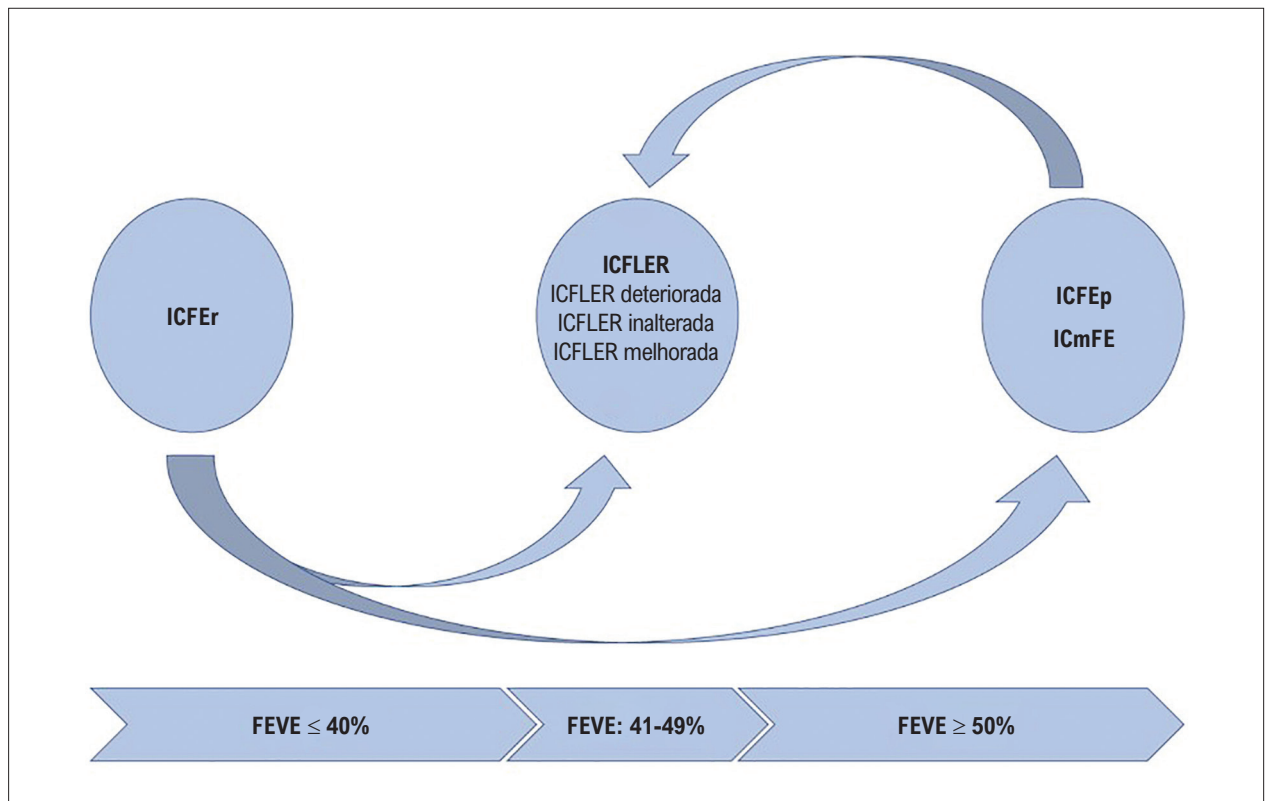 ICFEr
ICFLER
ICFLER deteriorada
ICFLER inalterada
ICFLER melhorada
ICFEp
ICmFE
FEVE ≤ 40%
FEVE: 41-49%
FEVE ≥ 50%